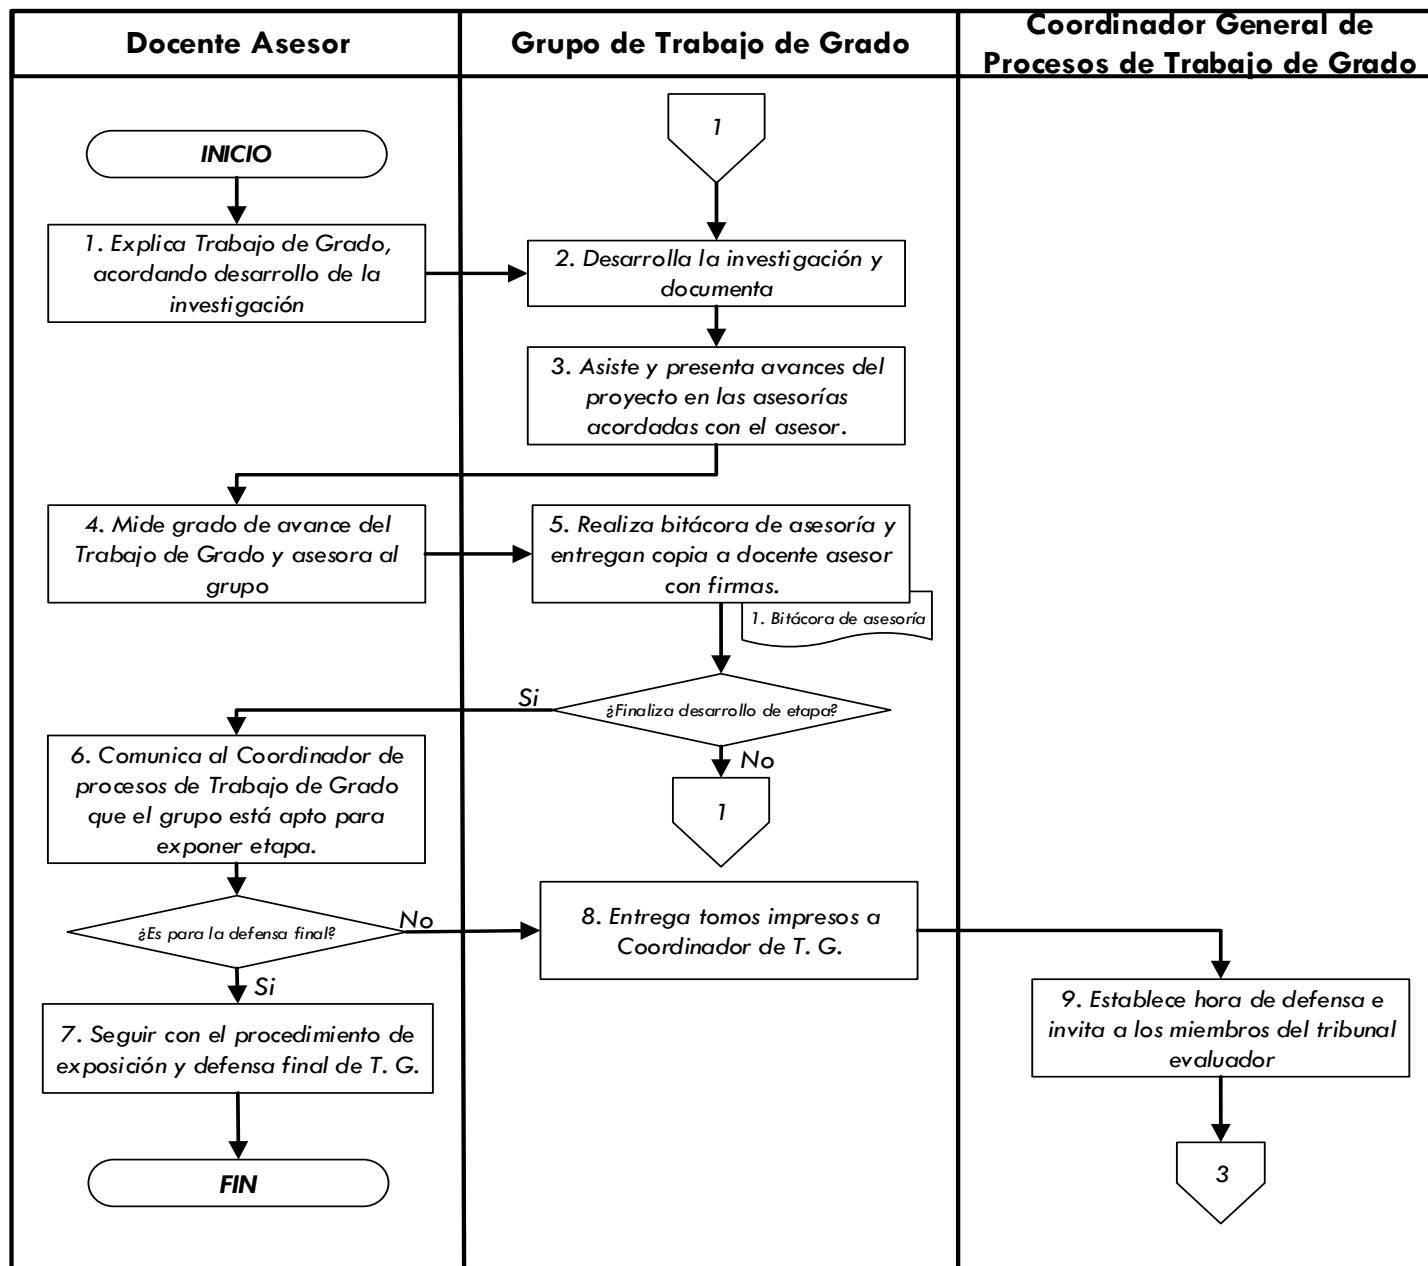 Docente Asesor
Grupo de Trabajo de Grado
Coordinador General de
Procesos de Trabajo de Grado
1
INICIO
1. Explica Trabajo de Grado,
acordando desarrollo de la
investigación
2. Desarrolla la investigación y
documenta
3. Asiste y presenta avances del
proyecto en las asesorías
acordadas con el asesor.
4. Mide grado de avance del
Trabajo de Grado y asesora al
grupo
5. Realiza bitácora de asesoría y
entregan copia a docente asesor
con firmas.
1. Bitácora de asesoría
¿Finaliza desarrollo de etapa?
Si
No
1
6. Comunica al Coordinador de
procesos de Trabajo de Grado
que el grupo está apto para
exponer etapa.
¿Es para la defensa final?
No
Si
8. Entrega tomos impresos a
Coordinador de T. G.
7. Seguir con el procedimiento de
exposición y defensa final de T. G.
9. Establece hora de defensa e
invita a los miembros del tribunal
evaluador
3
FIN